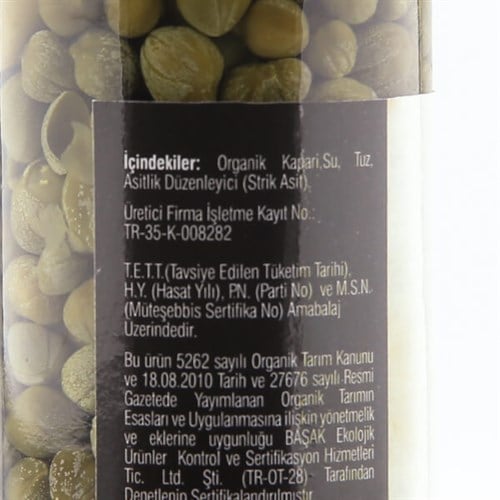 İçindekiler: Organik Kapari,Su, Tuz,
Asitlik Düzenleyici (Strik Asit),
Üretici Firma İşletme Kayıt No.:
TR-35-K-008282
T.E.T.T.(Tavsiye Edilen Tüketim Tarihi),
H.Y. (Hasat Yılı), P.N. (Parti No) ve M.S.N.
(Müteşebbis Sertifika No) Amabalaj
Üzerindedir.
Bu ürün 5262 sayılı Organik Tarım Kanunu
ve 18.08.2010 Tarih ve 27676 sayılı Resmi
Gazetede Yayımlanan Organik Tarımın
Esasları ve Uygulanmasına ilişkin yönetmelik
ve eklerine uygunluğu BAŞAK Ekolojik
Ürünler Kontrol ve Sertifikasyon Hizmetleri
Tic. Ltd. Şti. (TR-OT-28) Tarafından
Denetlenip Sertifikalandırılmıştır.